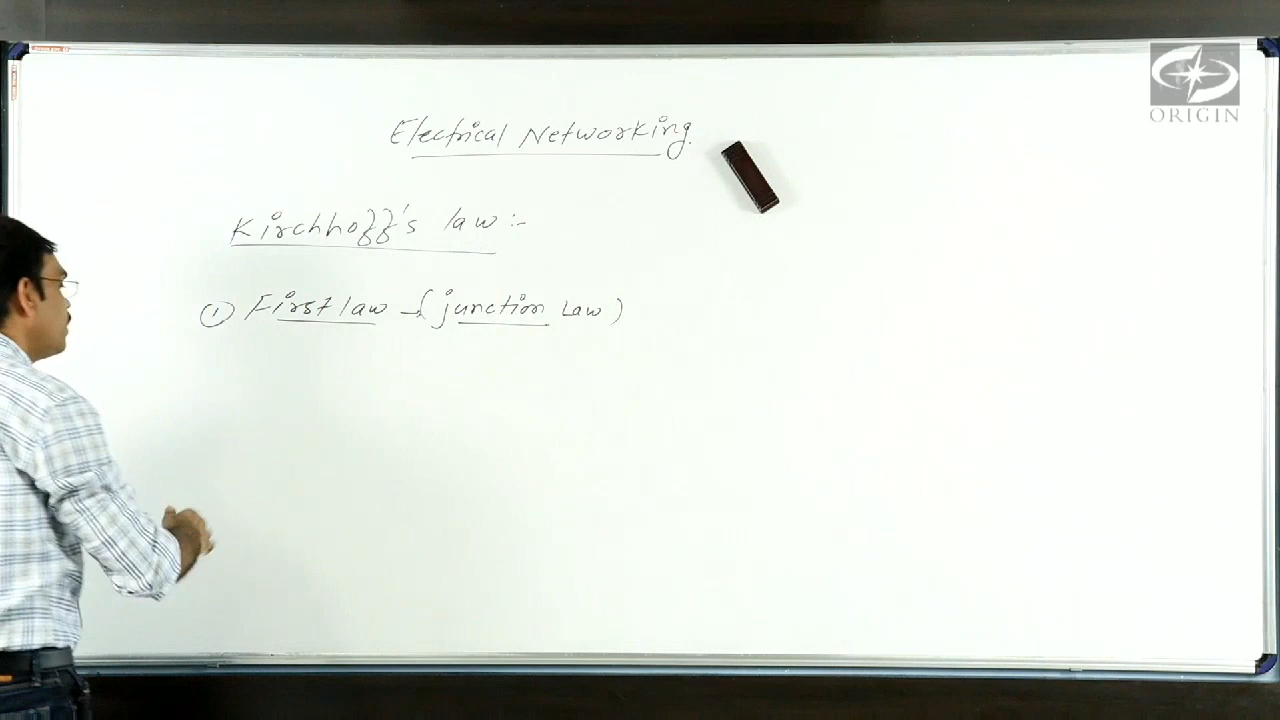 Electrical Networking.
Kirchhoff's law :-
① First law → (junction Law)
ORIGIN